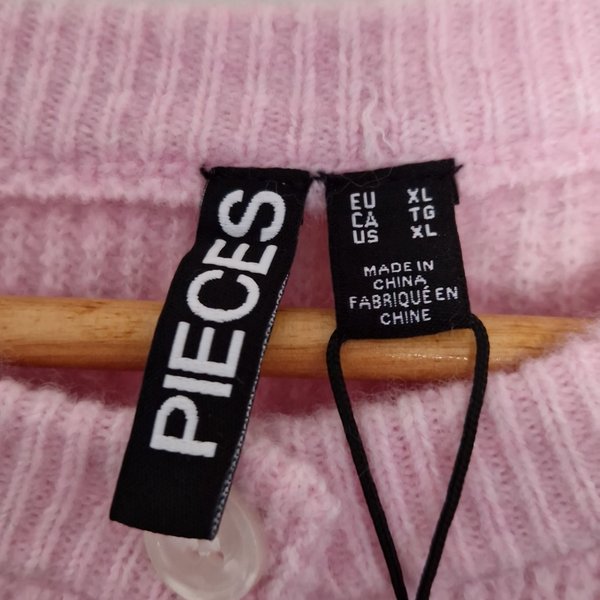 PIECES
EU XL
CA TG
US XL
MADE IN
CHINA
FABRIQUÉ EN
CHINE